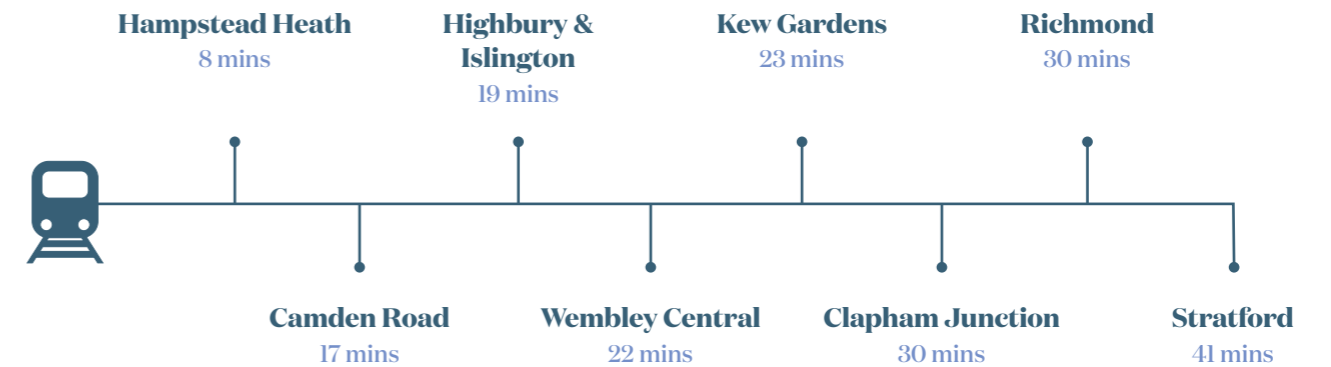 Hampstead Heath
8 mins
Highbury &
Islington
19 mins
Kew Gardens
23 mins
Richmond
30 mins
Camden Road
17 mins
Wembley Central
22 mins
Clapham Junction
30 mins
Stratford
41 mins